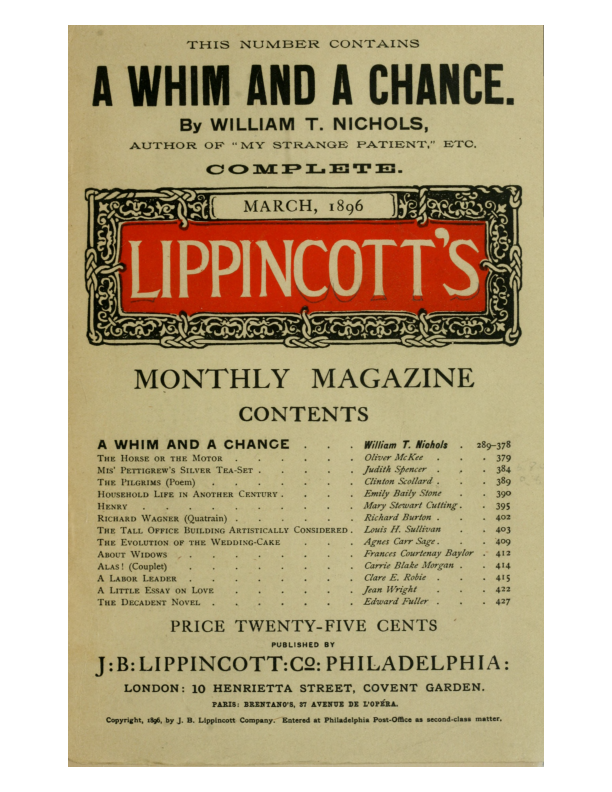 THIS NUMBER CONTAINS
A WHIM AND A CHANCE.
By WILLIAM T. NICHOLS,
AUTHOR OF "MY STRANGE PATIENT," ETC.
COMPLETE.
MARCH, 1896
LIPPINCOTT'S
MONTHLY MAGAZINE
CONTENTS
A WHIM AND A CHANCE . . . William T. Nichols . 289-378
THE HORSE OR THE MOTOR . . . . . . Oliver McKee . . . 379
MIS' PETTIGREW'S SILVER TEA-SET . . . . . Judith Spencer . . . 384
THE PILGRIMS (Poem) . . . . . . . Clinton Scollard . . . 389
HOUSEHOLD LIFE IN ANOTHER CENTURY . . . . Emily Baily Stone . . . 390
HENRY . . . . . . . . . Mary Stewart Cutting . . 395
RICHARD WAGNER (Quatrain) . . . . . . Richard Burton . . . 402
THE TALL OFFICE BUILDING ARTISTICALLY CONSIDERED . Louis H. Sullivan . . 403
THE EVOLUTION OF THE WEDDING-CAKE . . . . Agnes Carr Sage . . . 409
ABOUT WIDOWS . . . . . . . . Frances Courtenay Baylor . . 412
ALAS! (Couplet) . . . . . . . . Carrie Blake Morgan . . 414
A LABOR LEADER . . . . . . . . Clare E. Robie . . . 415
A LITTLE ESSAY ON LOVE . . . . . . Jean Wright . . . 422
THE DECADENT NOVEL . . . . . . . Edward Fuller . . . 427
PRICE TWENTY-FIVE CENTS
PUBLISHED BY
J:B:LIPPINCOTT:Co: PHILADELPHIA:
LONDON: 10 HENRIETTA STREET, COVENT GARDEN.
PARIS: BRENTANO'S, 37 AVENUE DE L'OPÉRA.
Copyright, 1896, by J. B. Lippincott Company. Entered at Philadelphia Post-Office as second-class matter.